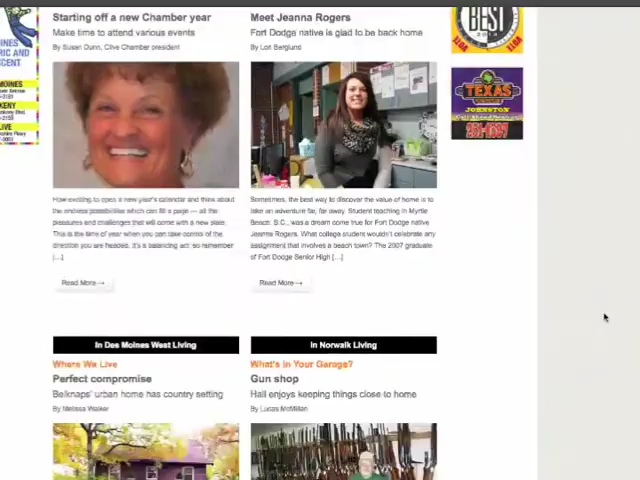 Starting off a new Chamber year
Make time to attend various events
By Susan Dunn, Clive Chamber president
How exciting to open a new year's calendar and think about
the endless possibilities which can fill a page — all the
pleasures and challenges that will come with a new slate.
This is the time of year when you can take control of the
direction you are headed. It's a balancing act, so remember
[...]
Read More→
Meet Jeanna Rogers
Fort Dodge native is glad to be back home
By Lori Berglund
Sometimes, the best way to discover the value of home is to
take an adventure far, far away. Student teaching in Myrtle
Beach, S.C., was a dream come true for Fort Dodge native
Jeanna Rogers. What college student wouldn't celebrate any
assignment that involves a beach town? The 2007 graduate
of Fort Dodge Senior High [...]
Read More→
In Des Moines West Living
Where We Live
Perfect compromise
Belknaps' urban home has country setting
By Melissa Walker
In Norwalk Living
What's In Your Garage?
Gun shop
Hall enjoys keeping things close to home
By Lucas McMillan
BEST
TEXAS
JOHNSTON
MOINES
KENY
LIVE